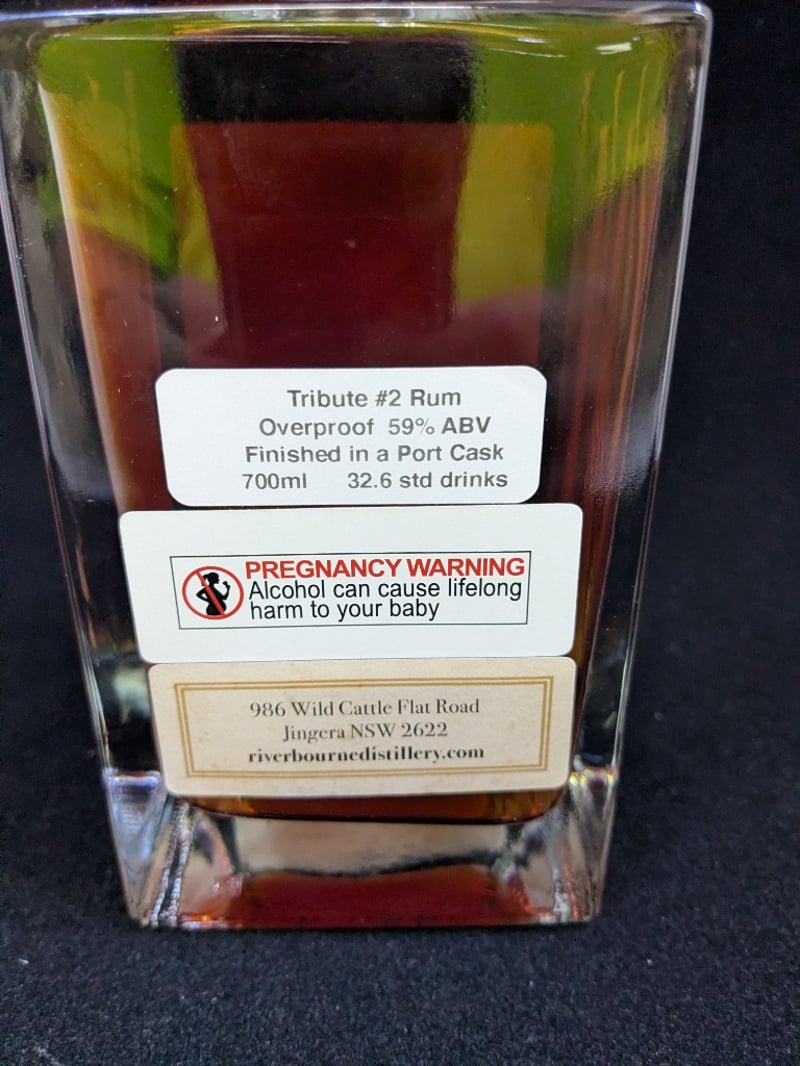 Tribute #2 Rum
Overproof 59% ABV
Finished in a Port Cask
700ml 32.6 std drinks
PREGNANCY WARNING
Alcohol can cause lifelong
harm to your baby
986 Wild Cattle Flat Road
Jingera NSW 2622
riverbournedistillery.com